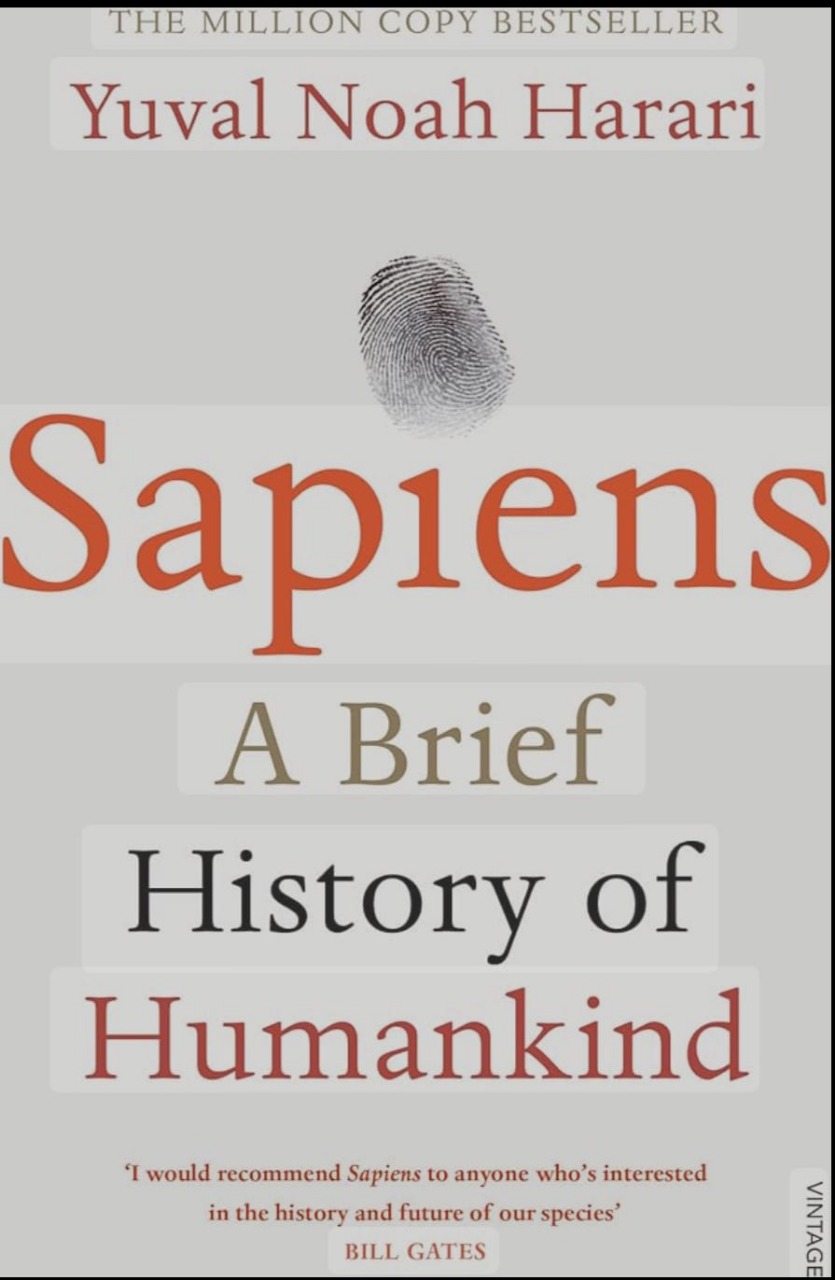 THE MILLION COPY BESTSELLER
Yuval Noah Harari
Sapiens
A Brief
History of
Humankind
‘I would recommend Sapiens to anyone who’s interested
in the history and future of our species’
BILL GATES
VINTAGE